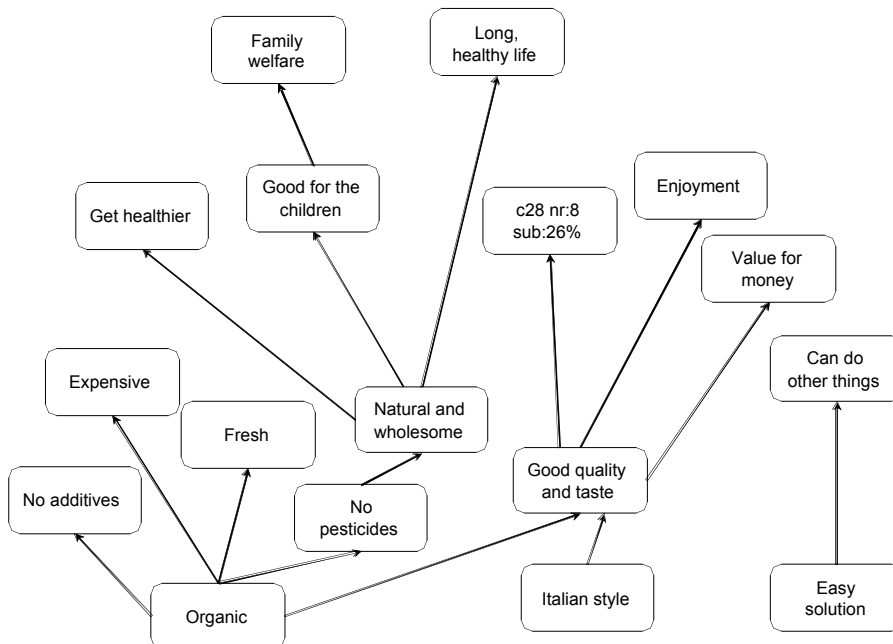 Family
welfare
Long,
healthy life
Get healthier
Good for the
children
c28 nr:8
sub:26%
Enjoyment
Value for
money
Expensive
Fresh
Natural and
wholesome
Can do
other things
No additives
No
pesticides
Good quality
and taste
Organic
Italian style
Easy
solution